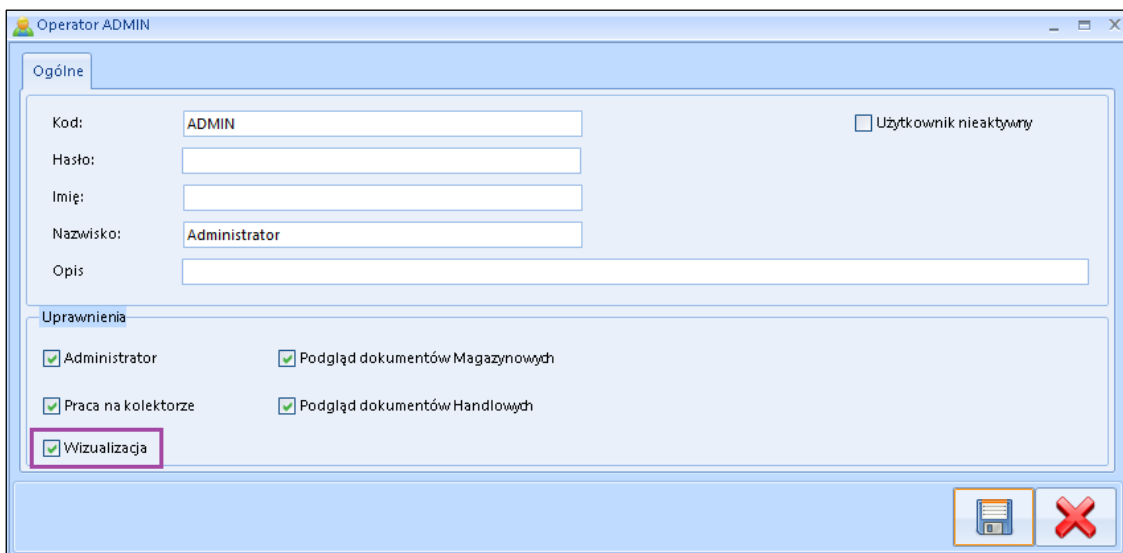 Operator ADMIN
Ogólne
Kod: ADMIN Użytkownik nieaktywny
Hasło:
Imię:
Nazwisko: Administrator
Opis
Uprawnienia
Administrator Podgląd dokumentów Magazynowych
Praca na kolektorze Podgląd dokumentów Handlowych
Wizualizacja